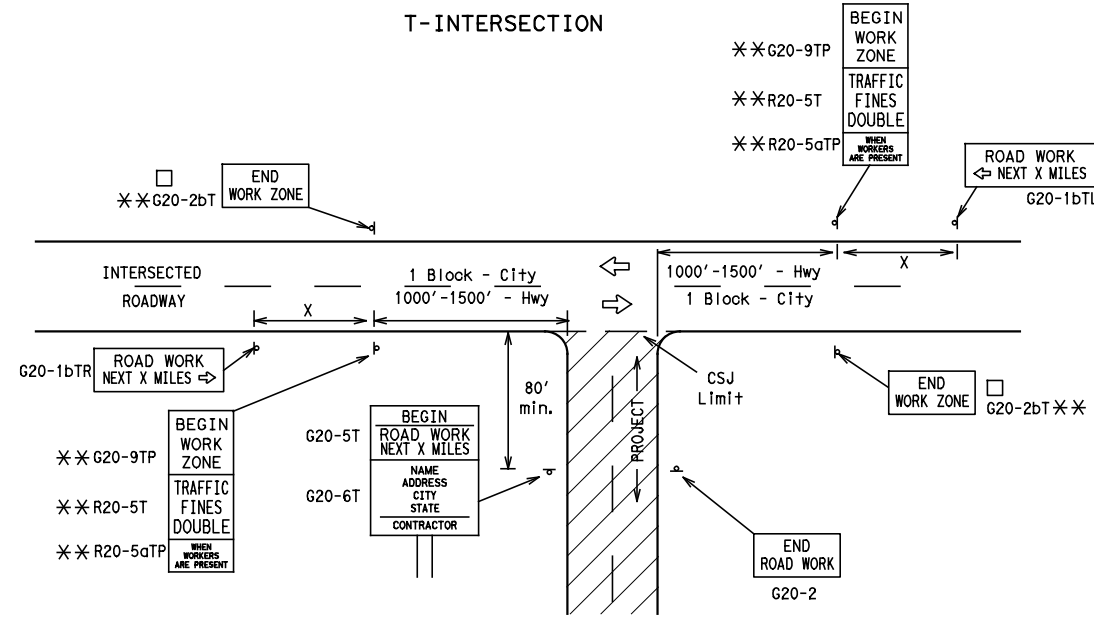 T-INTERSECTION
BEGIN
WORK
ZONE
TRAFFIC
FINES
DOUBLE
WHEN
WORKERS
ARE PRESENT
**G20-9TP
**R20-5T
**R20-5aTP
ROAD WORK
⇦ NEXT X MILES
G20-1bTL
□
**G20-2bT
END
WORK ZONE
INTERSECTED
ROADWAY
1 Block - City
1000'-1500' - Hwy
X
1000'-1500' - Hwy
1 Block - City
X
G20-1bTR
ROAD WORK
NEXT X MILES ⇨
80'
min.
CSJ
Limit
PROJECT
END
WORK ZONE
□
G20-2bT**
**G20-9TP
**R20-5T
**R20-5aTP
BEGIN
WORK
ZONE
TRAFFIC
FINES
DOUBLE
WHEN
WORKERS
ARE PRESENT
G20-5T
G20-6T
BEGIN
ROAD WORK
NEXT X MILES
NAME
ADDRESS
CITY
STATE
CONTRACTOR
END
ROAD WORK
G20-2